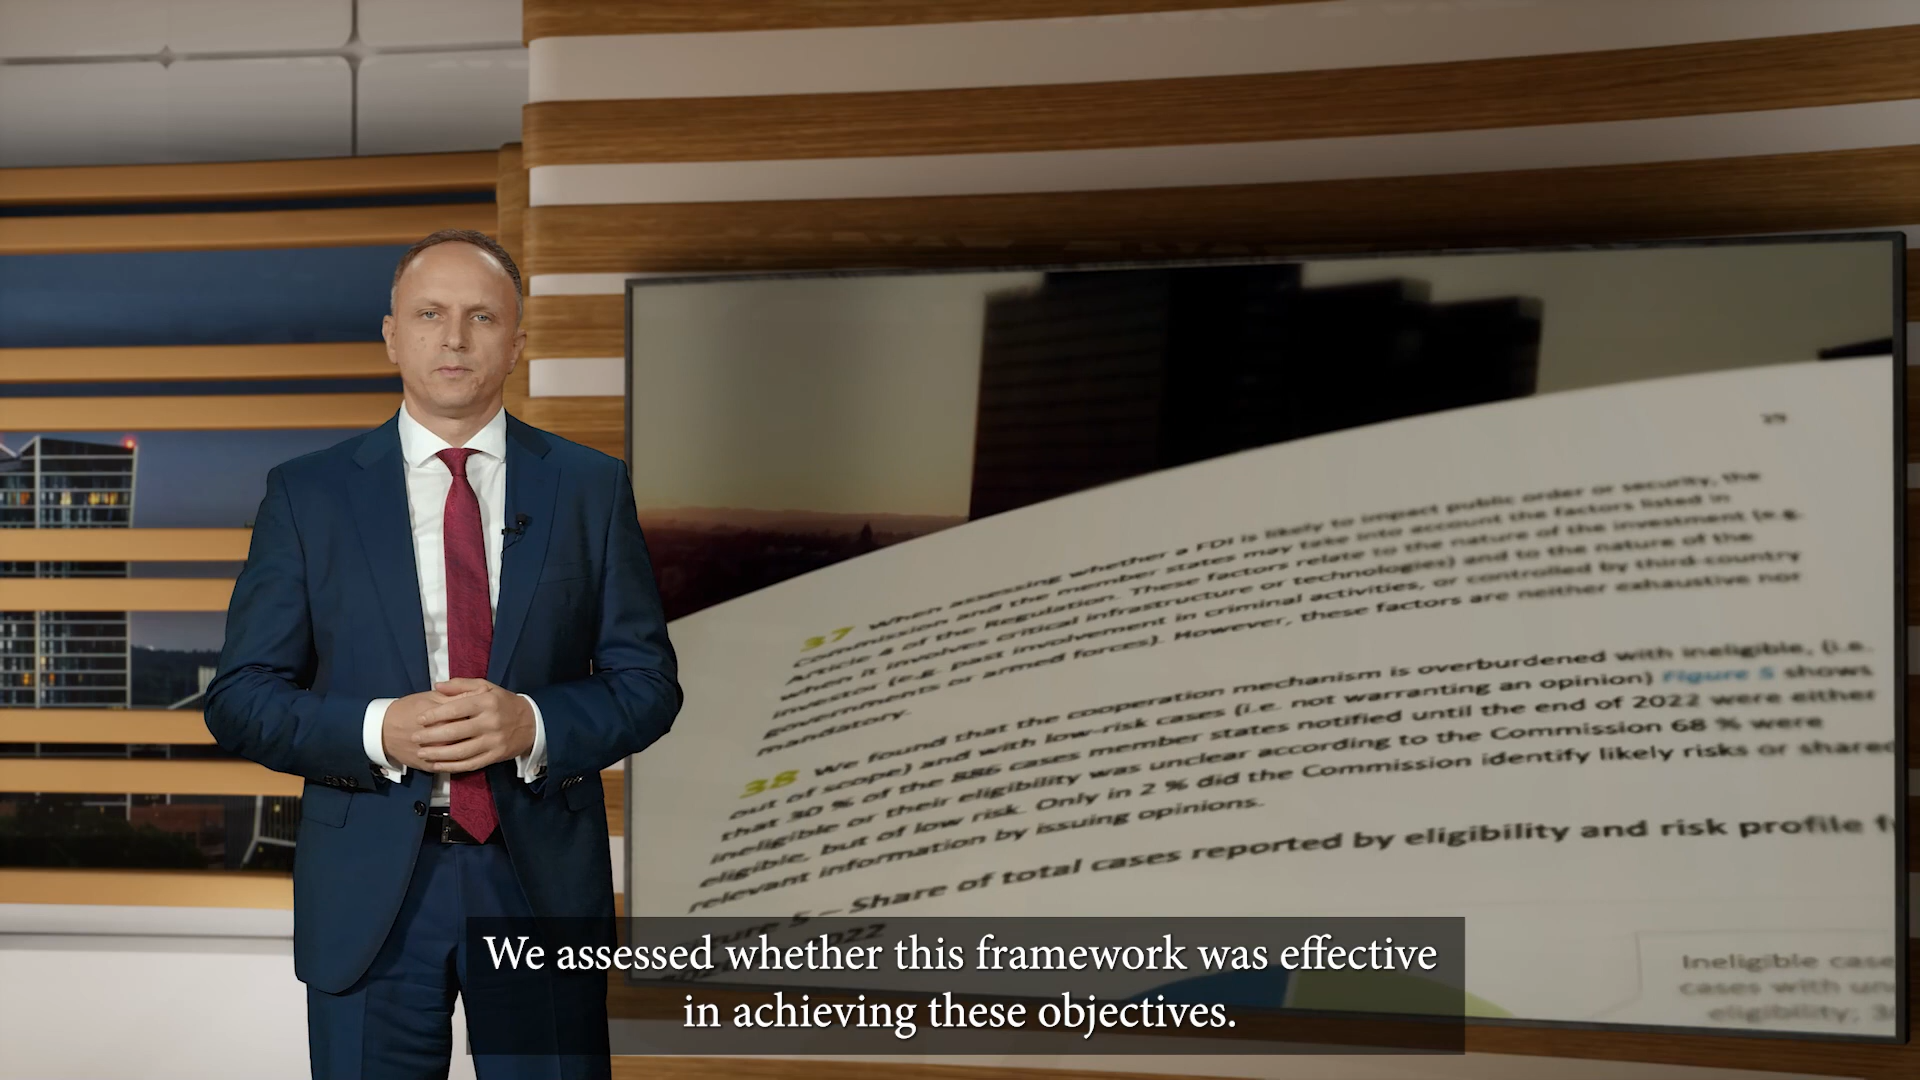 37 When assessing whether a FDI is likely to impact public order or security, the
Commission and the member states may take into account the factors listed in
Article 4 of the Regulation. These factors relate to the nature of the investment (e.g.
when it involves critical infrastructure or technologies) and to the nature of the
investor (e.g. past involvement in criminal activities, or controlled by third-country
governments or armed forces). However, these factors are neither exhaustive nor
mandatory.
38 We found that the cooperation mechanism is overburdened with ineligible, (i.e.
out of scope) and with low-risk cases (i.e. not warranting an opinion) Figure 5 shows
that 30 % of the 886 cases member states notified until the end of 2022 were either
ineligible or their eligibility was unclear according to the Commission 68 % were
eligible, but of low risk. Only in 2 % did the Commission identify likely risks or shared
relevant information by issuing opinions.
Figure 5 – Share of total cases reported by eligibility and risk profile
Ineligible case
cases with
eligibility;
We assessed whether this framework was effective
in achieving these objectives.